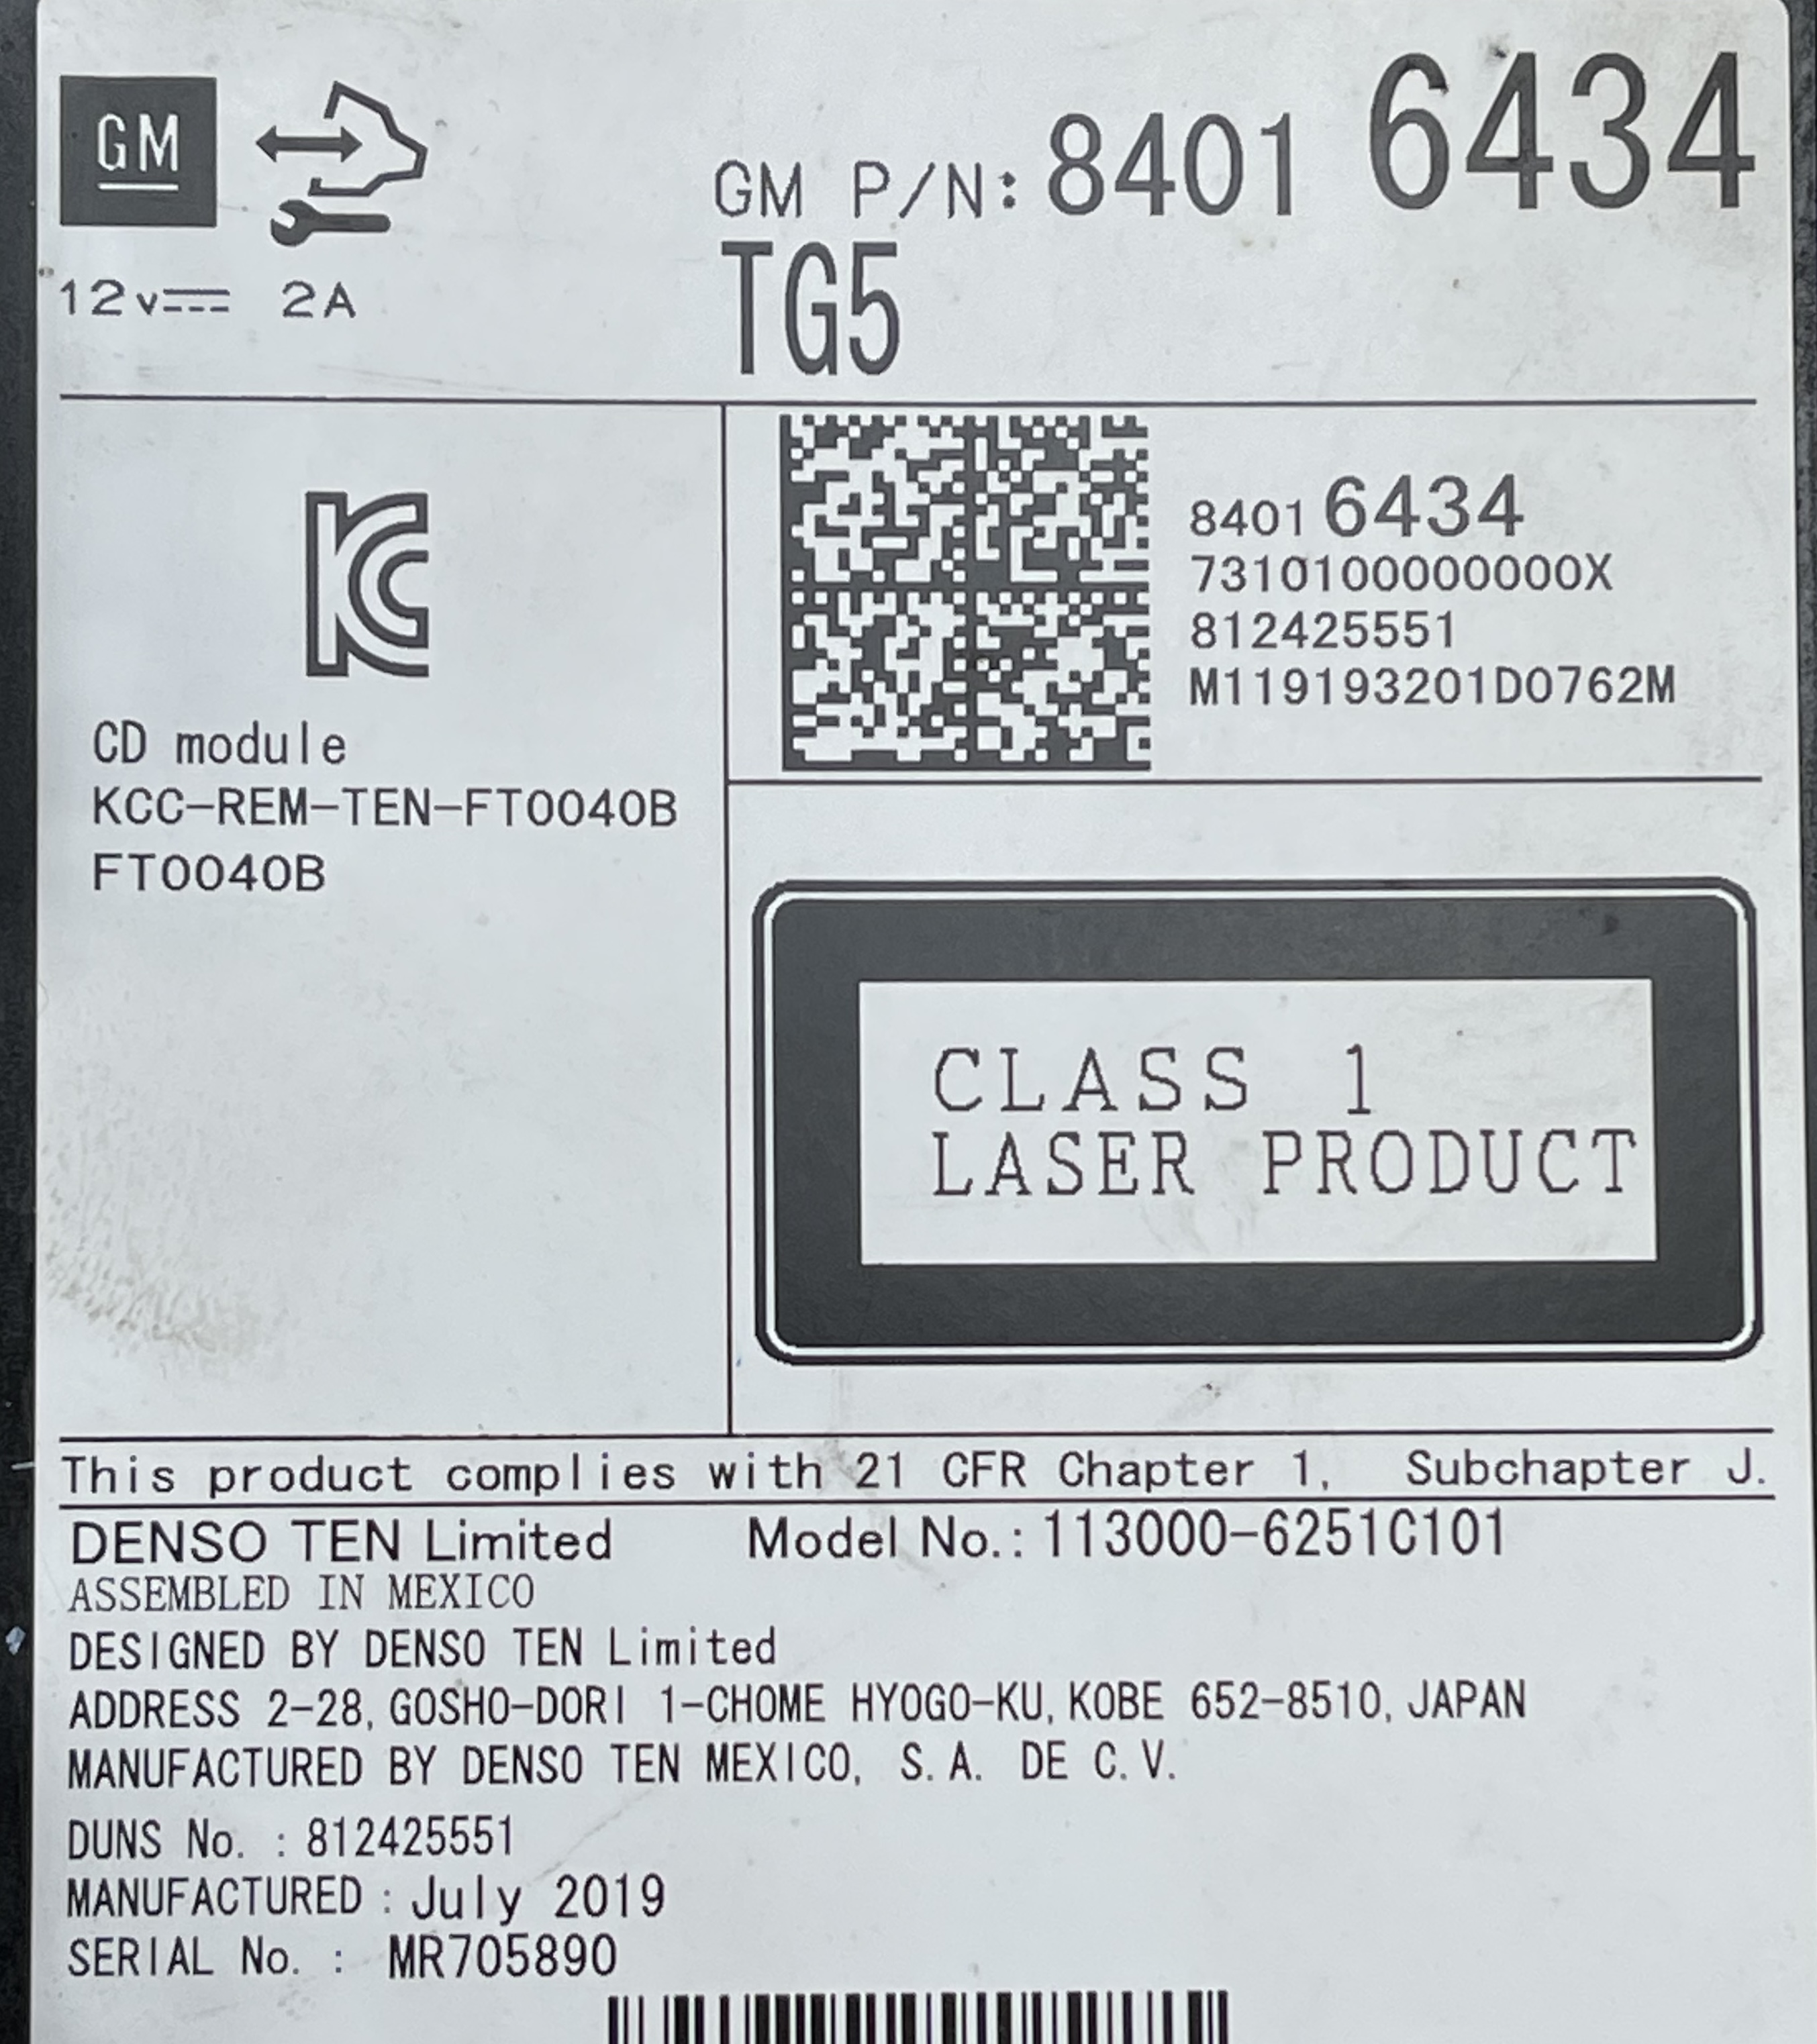 GM
GM P/N: 8401 6434
12v 2A
TG5
8401 6434
7310100000000X
812425551
M119193201D0762M
CD module
KCC-REM-TEN-FT0040B
FT0040B
CLASS 1
LASER PRODUCT
This product complies with 21 CFR Chapter 1, Subchapter J.
DENSO TEN Limited Model No.: 113000-6251C101
ASSEMBLED IN MEXICO
DESIGNED BY DENSO TEN Limited
ADDRESS 2-28, GOSHO-DORI 1-CHOME HYOGO-KU, KOBE 652-8510, JAPAN
MANUFACTURED BY DENSO TEN MEXICO, S.A. DE C.V.
DUNS No. : 812425551
MANUFACTURED : July 2019
SERIAL No. : MR705890